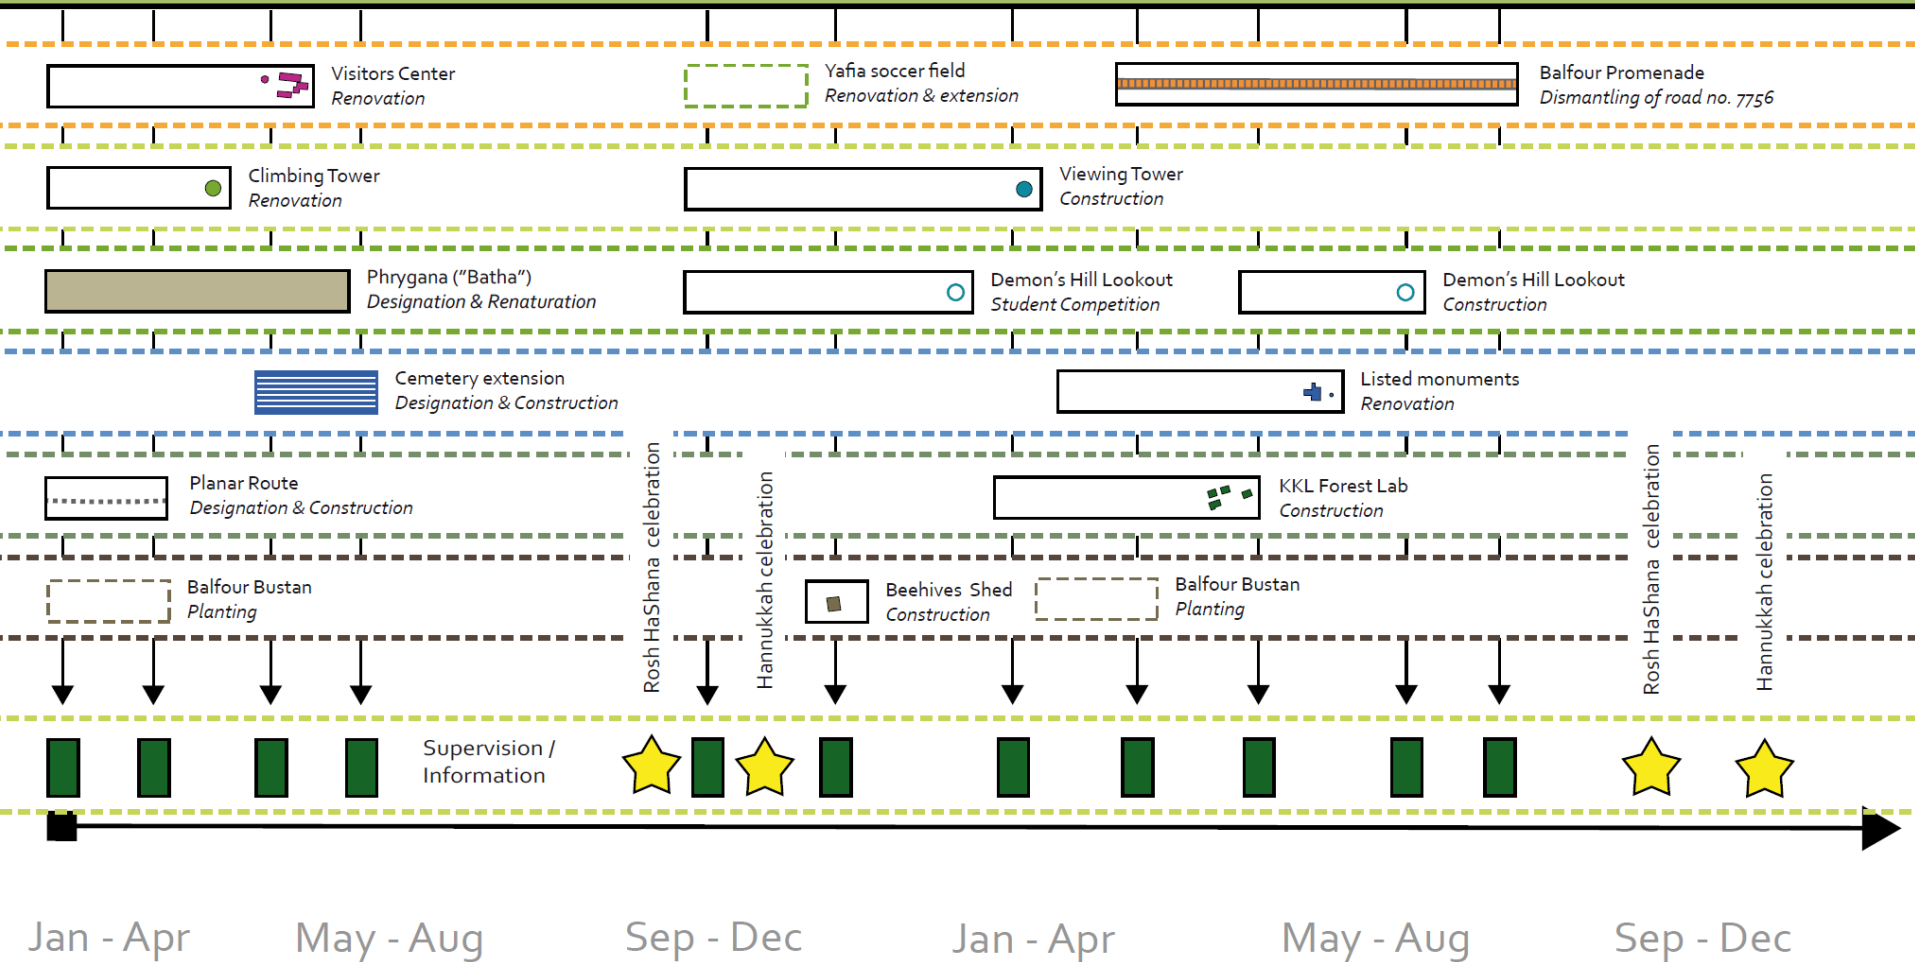 Visitors Center
Renovation
Yafia soccer field
Renovation & extension
Balfour Promenade
Dismantling of road no. 7756
Climbing Tower
Renovation
Viewing Tower
Construction
Phrygana ("Batha")
Designation & Renaturation
Demon's Hill Lookout
Student Competition
Demon's Hill Lookout
Construction
Cemetery extension
Designation & Construction
Listed monuments
Renovation
Planar Route
Designation & Construction
KKL Forest Lab
Construction
Balfour Bustan
Planting
Beehives Shed
Construction
Balfour Bustan
Planting
Rosh HaShana celebration
Hannukkah celebration
Rosh HaShana celebration
Hannukkah celebration
Supervision /
Information
Jan - Apr
May - Aug
Sep - Dec
Jan - Apr
May - Aug
Sep - Dec